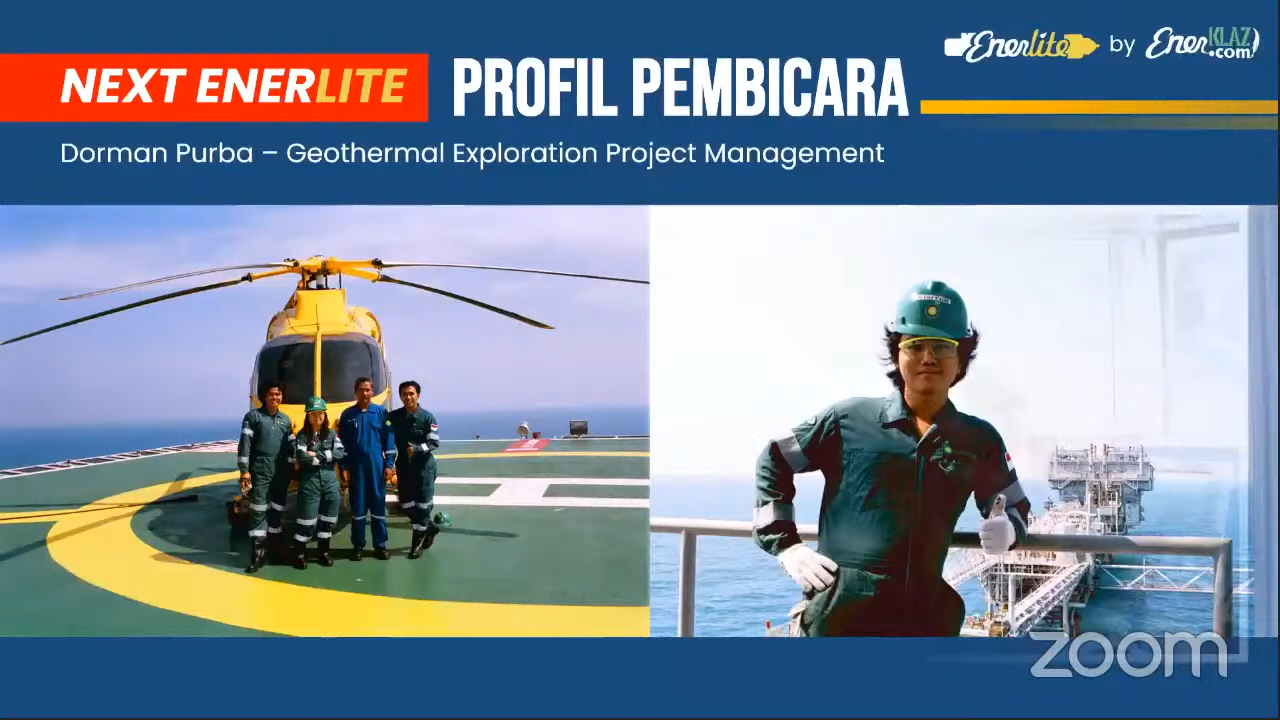 NEXT ENERLITE
PROFIL PEMBICARA
Enerlite by EnerKLAZ.com
Dorman Purba – Geothermal Exploration Project Management
zoom